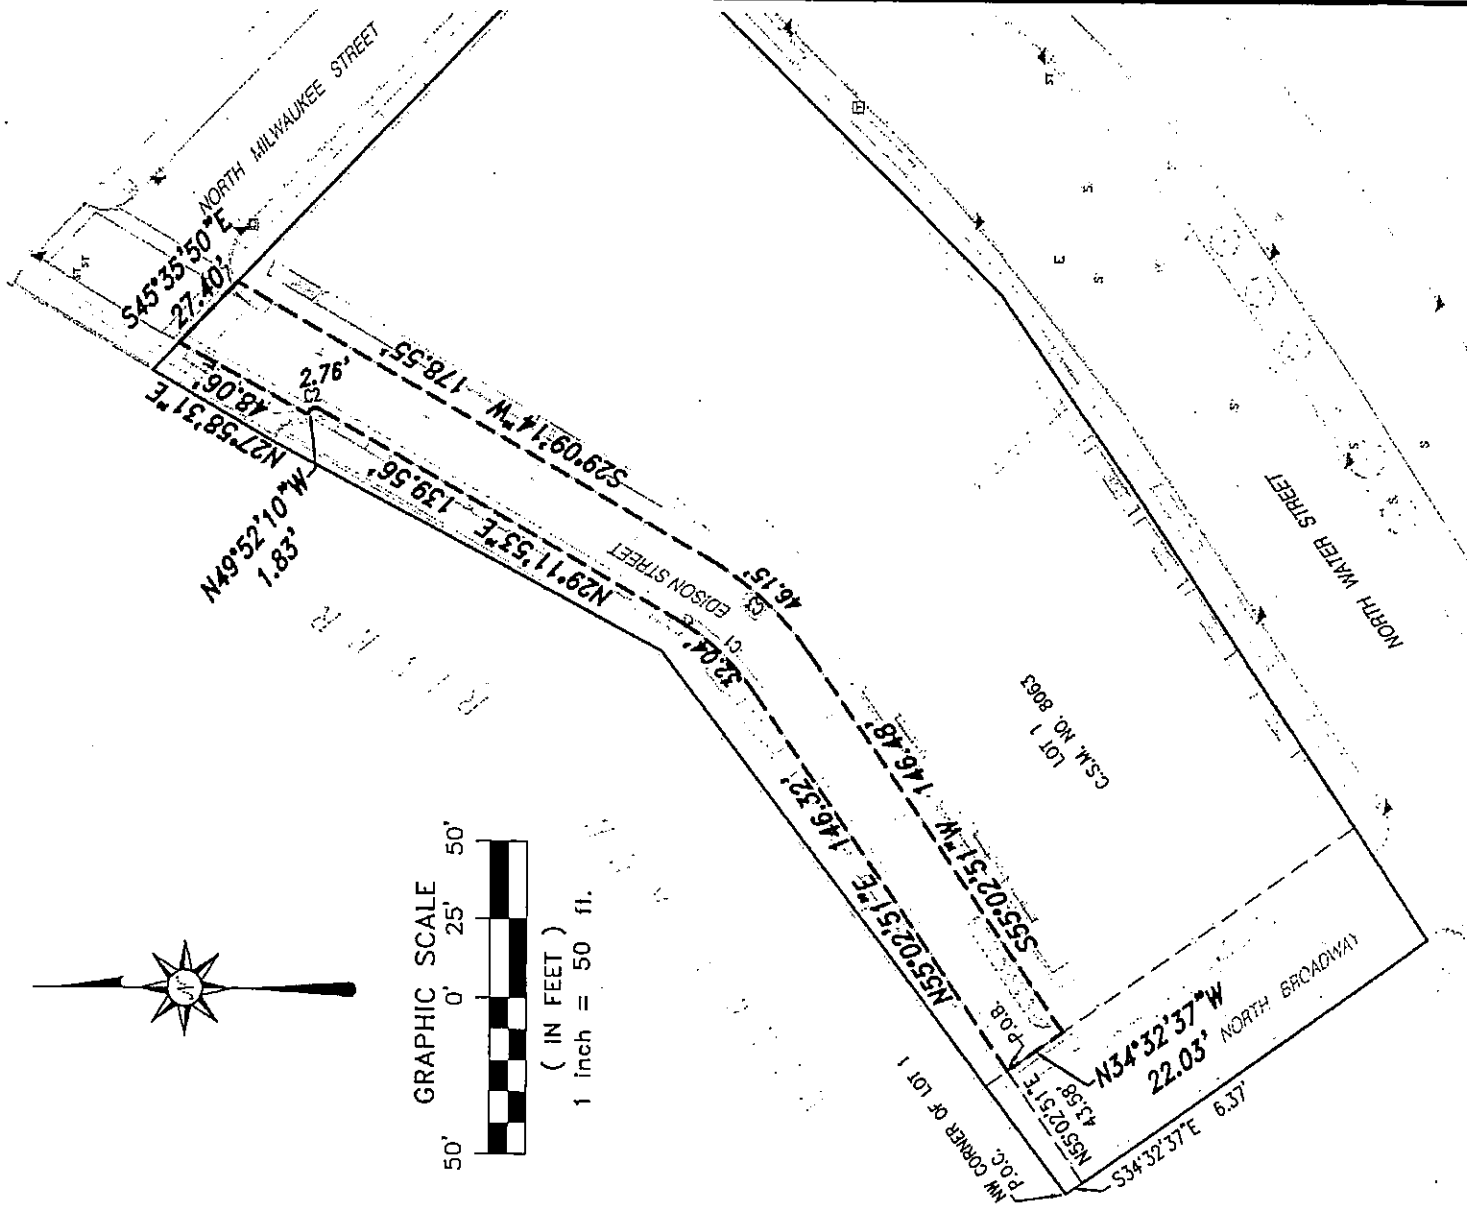 NORTH MILWAUKEE STREET
S45°35'50"E
27.40'
N27°58'31"E
48.06'
2.76'
C2
N49°52'10"W
1.83'
N29°11'53"E 139.56'
S29°09'14"W 178.55'
EDISON STREET
C3
46.15'
C1
32.04'
RIVER
N55°02'51"E 146.32'
S55°02'51"W 146.48'
LOT 1
C.S.M. NO. 8063
NORTH WATER STREET
GRAPHIC SCALE
50' 0' 25' 50'
( IN FEET )
1 inch = 50 ft.
N
P.O.B.
N34°32'37"W
22.03'
NORTH BROADWAY
N55°02'51"E
43.58'
S34°32'37"E 6.37'
NW CORNER OF LOT 1
P.O.C.
ST
ST
ST
E
S
S
S
S